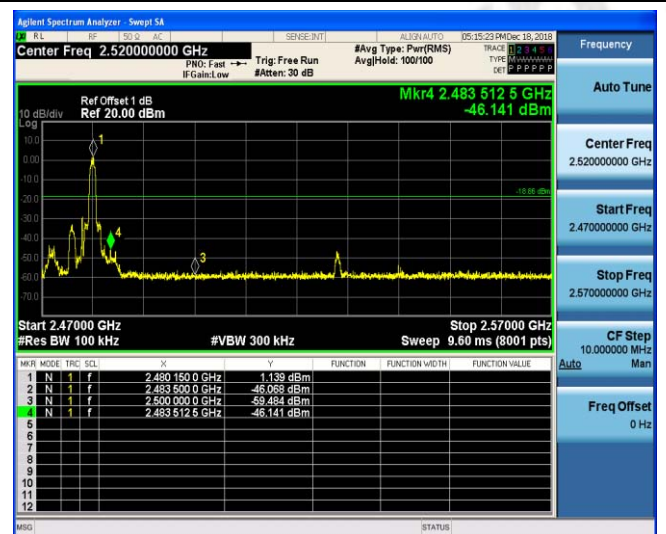 Agilent Spectrum Analyzer - Swept SA
RL RF 50 Ω AC SENSE:INT ALIGN AUTO 05:15:23 PM Dec 18, 2018
Center Freq 2.520000000 GHz
PNO: Fast
IFGain:Low
Trig: Free Run
#Atten: 30 dB
#Avg Type: Pwr(RMS)
Avg|Hold: 100/100
TRACE 1 2 3 4 5 6
TYPE M
DET P P P P P P
Ref Offset 1 dB
10 dB/div Ref 20.00 dBm
Log
Mkr4 2.483 512 5 GHz
-46.141 dBm
10.0
0.00
-10.0
-20.0
-30.0
-40.0
-50.0
-60.0
-70.0
1
4
3
-18.86 dBm
Start 2.47000 GHz Stop 2.57000 GHz
#Res BW 100 kHz #VBW 300 kHz Sweep 9.60 ms (8001 pts)
MKR MODE TRC SCL X Y FUNCTION FUNCTION WIDTH FUNCTION VALUE
1 N 1 f 2.480 150 0 GHz 1.139 dBm
2 N 1 f 2.483 500 0 GHz -46.068 dBm
3 N 1 f 2.500 000 0 GHz -59.484 dBm
4 N 1 f 2.483 512 5 GHz -46.141 dBm
5
6
7
8
9
10
11
12
MSG STATUS
Frequency
Auto Tune
Center Freq
2.520000000 GHz
Start Freq
2.470000000 GHz
Stop Freq
2.570000000 GHz
CF Step
10.000000 MHz
Auto Man
Freq Offset
0 Hz